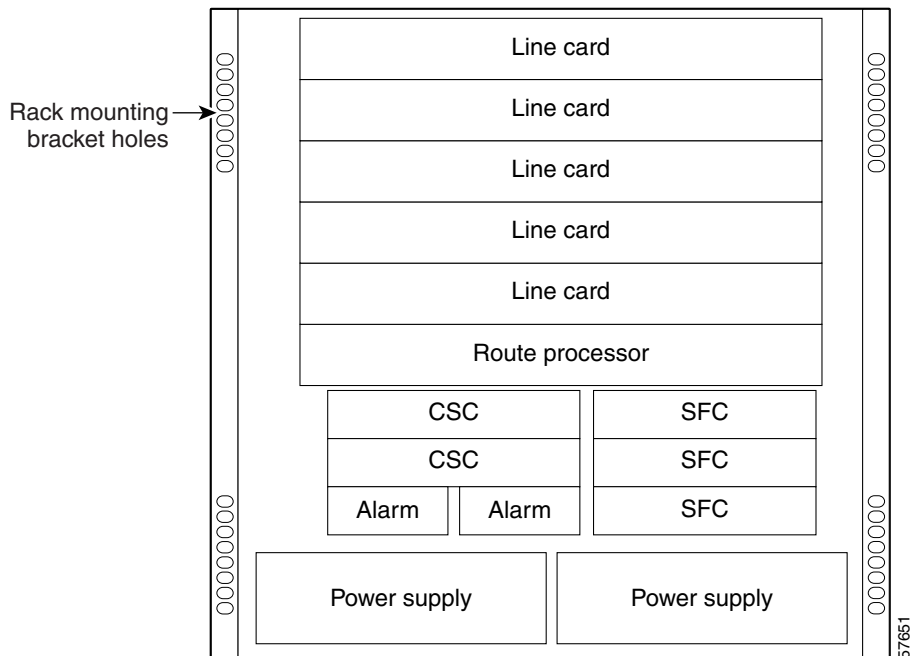 Line card
Rack mounting
bracket holes
Line card
Line card
Line card
Line card
Route processor
CSC SFC
CSC SFC
Alarm Alarm SFC
Power supply Power supply
57651